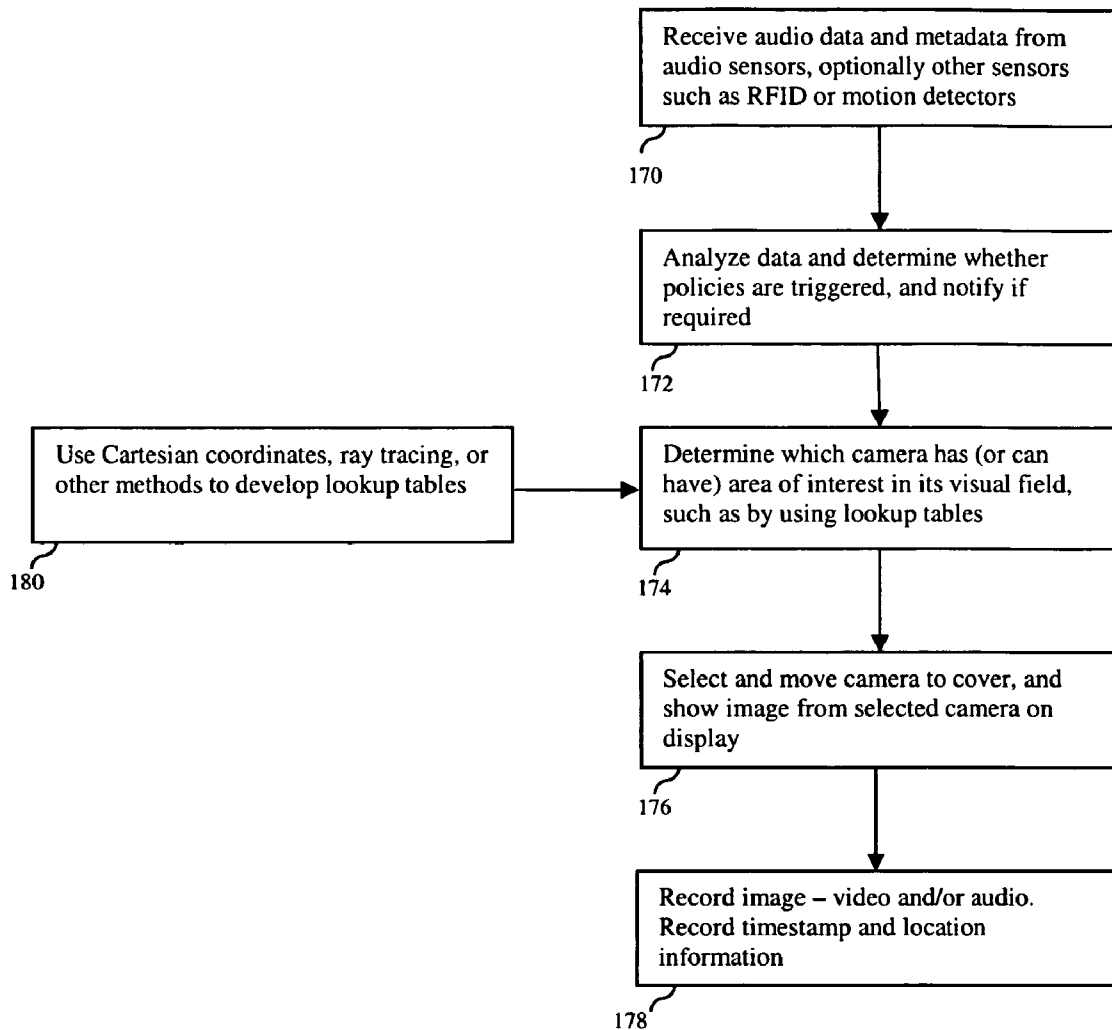 Receive audio data and metadata from
audio sensors, optionally other sensors
such as RFID or motion detectors
170
Analyze data and determine whether
policies are triggered, and notify if
required
172
Use Cartesian coordinates, ray tracing, or
other methods to develop lookup tables
180
Determine which camera has (or can
have) area of interest in its visual field,
such as by using lookup tables
174
Select and move camera to cover, and
show image from selected camera on
display
176
Record image – video and/or audio.
Record timestamp and location
information
178